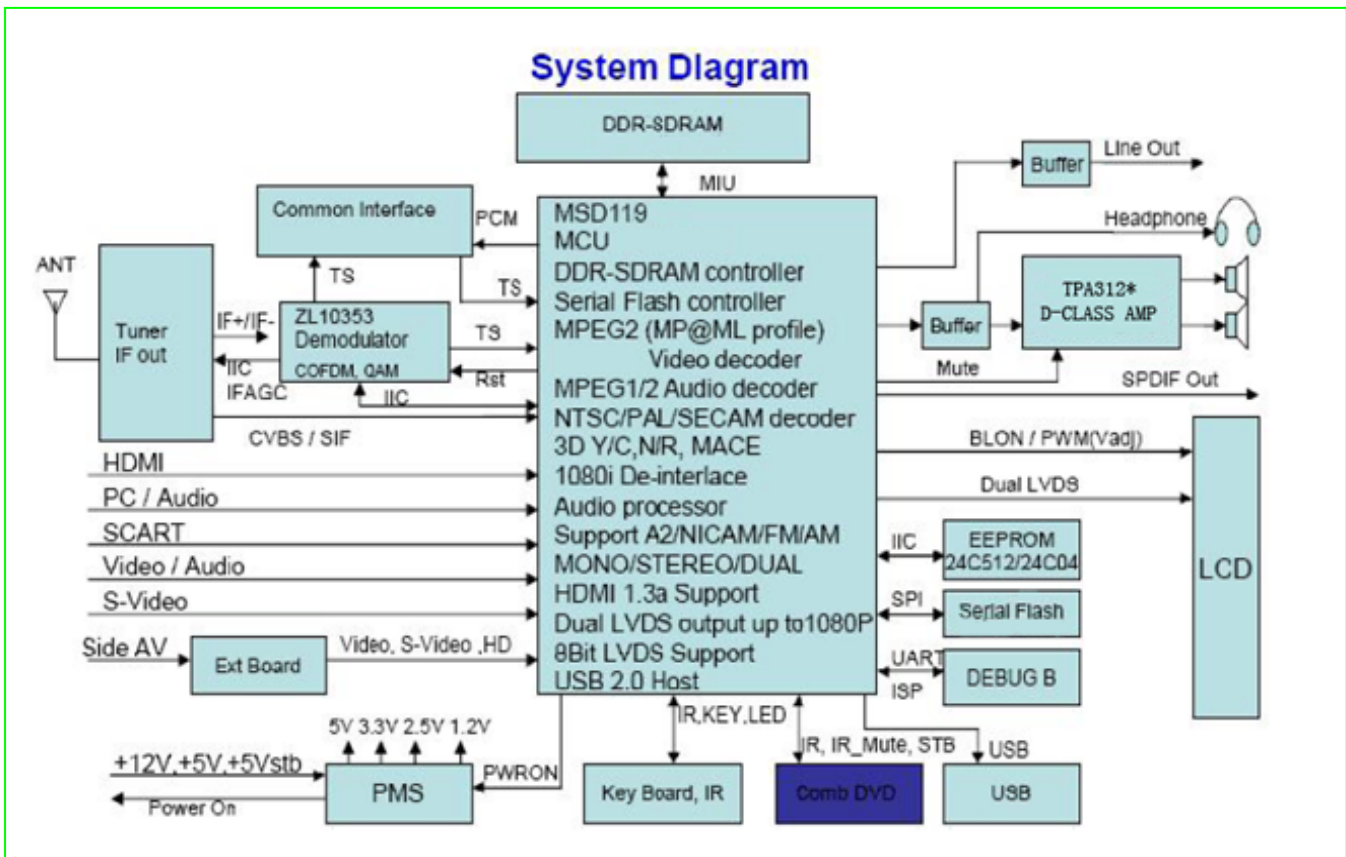 System Diagram
DDR-SDRAM
MIU
Common Interface
PCM
TS
TS
ANT
Tuner
IF out
IF+/IF-
IIC
IFAGC
ZL10353
Demodulator
COFDM, QAM
TS
Rst
IIC
CVBS / SIF
HDMI
PC / Audio
SCART
Video / Audio
S-Video
Side AV
Ext Board
Video, S-Video ,HD
MSD119
MCU
DDR-SDRAM controller
Serial Flash controller
MPEG2 (MP@ML profile)
Video decoder
MPEG1/2 Audio decoder
NTSC/PAL/SECAM decoder
3D Y/C,N/R, MACE
1080i De-interlace
Audio processor
Support A2/NICAM/FM/AM
MONO/STEREO/DUAL
HDMI 1.3a Support
Dual LVDS output up to1080P
8Bit LVDS Support
USB 2.0 Host
Buffer
Line Out
Headphone
Buffer
TPA312*
D-CLASS AMP
Mute
SPDIF Out
BLON / PWM(Vadj)
Dual LVDS
LCD
IIC
EEPROM
24C512/24C04
SPI
Serial Flash
UART
ISP
DEBUG B
5V 3.3V 2.5V 1.2V
+12V,+5V,+5Vstb
Power On
PMS
PWRON
IR,KEY,LED
Key Board, IR
IR, IR_Mute, STB
Comb DVD
USB
USB